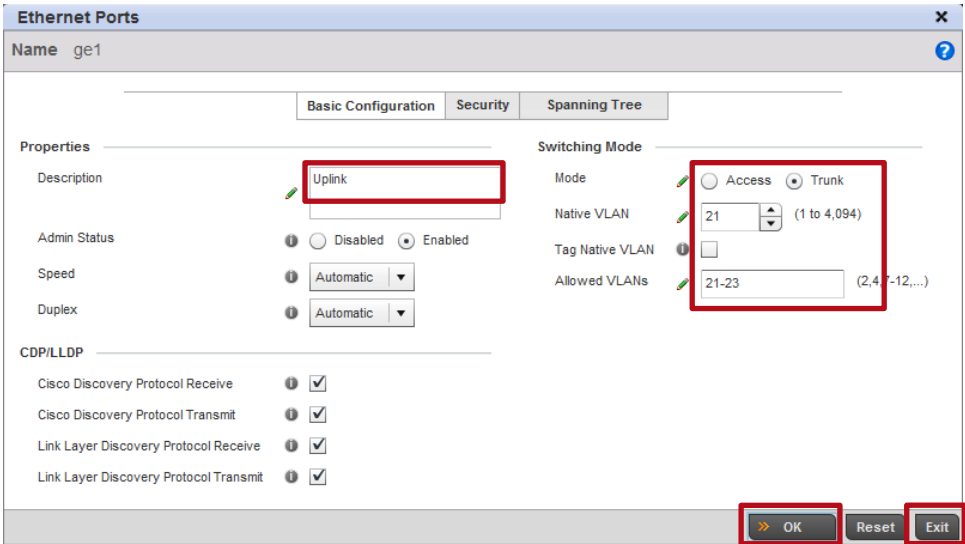 Ethernet Ports
Name ge1
Basic Configuration Security Spanning Tree
Properties
Description Uplink
Admin Status Disabled Enabled
Speed Automatic
Duplex Automatic
CDP/LLDP
Cisco Discovery Protocol Receive
Cisco Discovery Protocol Transmit
Link Layer Discovery Protocol Receive
Link Layer Discovery Protocol Transmit
Switching Mode
Mode Access Trunk
Native VLAN 21 (1 to 4,094)
Tag Native VLAN
Allowed VLANs 21-23 (2,4,7-12,...)
OK Reset Exit